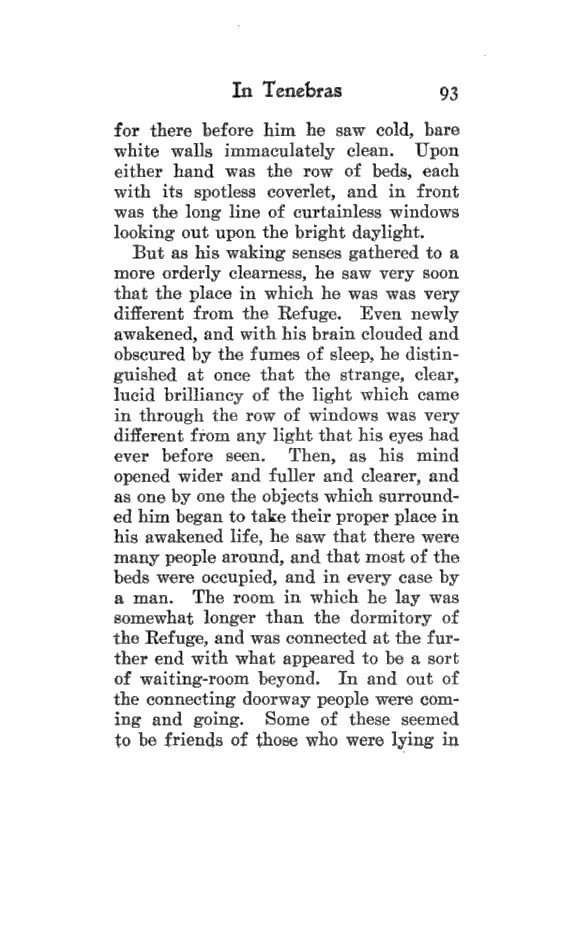 In Tenebras 93
for there before him he saw cold, bare
white walls immaculately clean. Upon
either hand was the row of beds, each
with its spotless coverlet, and in front
was the long line of curtainless windows
looking out upon the bright daylight.
But as his waking senses gathered to a
more orderly clearness, he saw very soon
that the place in which he was was very
different from the Refuge. Even newly
awakened, and with his brain clouded and
obscured by the fumes of sleep, he distin-
guished at once that the strange, clear,
lucid brilliancy of the light which came
in through the row of windows was very
different from any light that his eyes had
ever before seen. Then, as his mind
opened wider and fuller and clearer, and
as one by one the objects which surround-
ed him began to take their proper place in
his awakened life, he saw that there were
many people around, and that most of the
beds were occupied, and in every case by
a man. The room in which he lay was
somewhat longer than the dormitory of
the Refuge, and was connected at the fur-
ther end with what appeared to be a sort
of waiting-room beyond. In and out of
the connecting doorway people were com-
ing and going. Some of these seemed
to be friends of those who were lying in